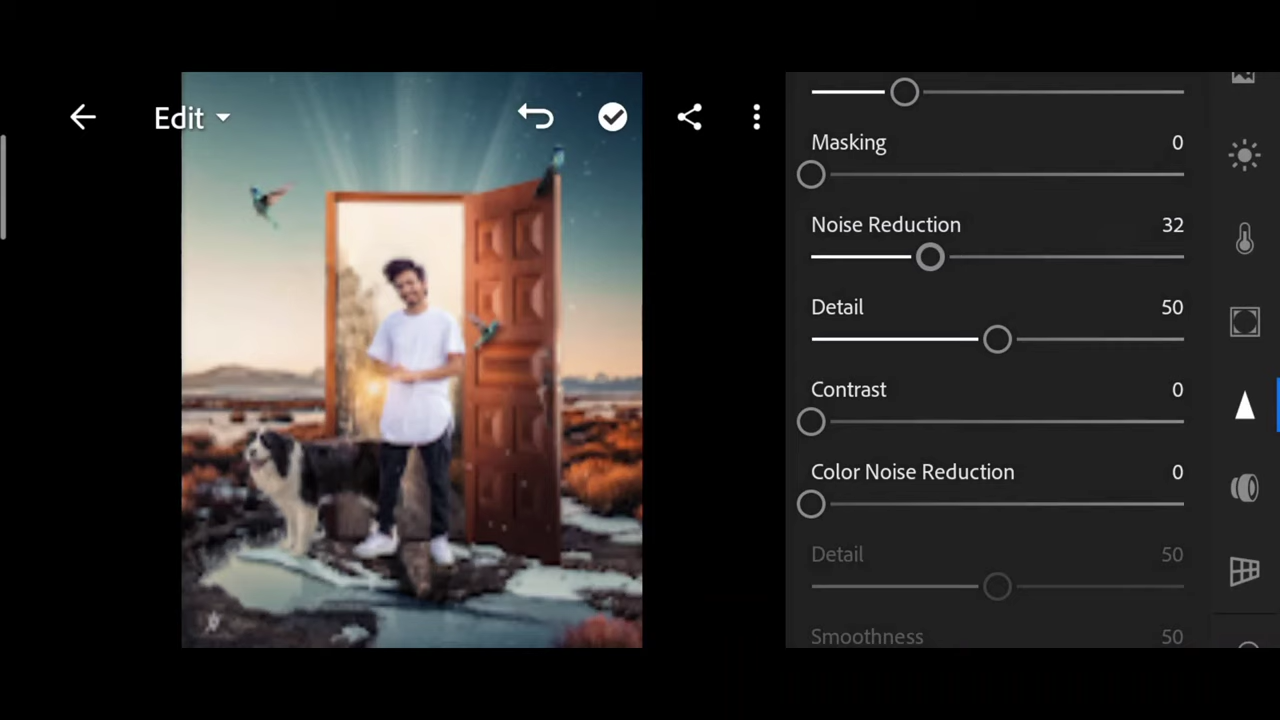 Edit
Masking 0
Noise Reduction 32
Detail 50
Contrast 0
Color Noise Reduction 0
Detail 50
Smoothness 50